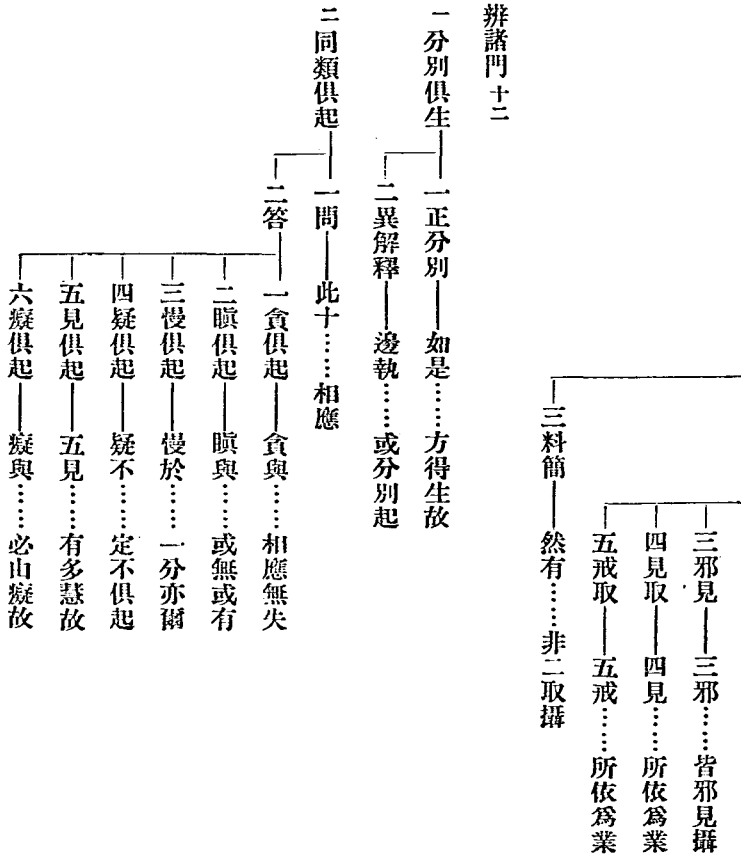 三邪見 三邪……皆邪見攝
四見取 四見……所依爲業
五戒取 五戒……所依爲業
三料簡 然有……非二取攝
辨諸門 十二
一分別俱生
一正分別 如是……方得生故
二異解釋 邊執……或分別起
二同類俱起
一問 此十……相應
二答
一貪俱起 貪與……相應無失
二瞋俱起 瞋與……或無或有
三慢俱起 慢於……一分亦爾
四疑俱起 疑不……定不俱起
五見俱起 五見……有多慧故
六癡俱起 癡與……必由癡故